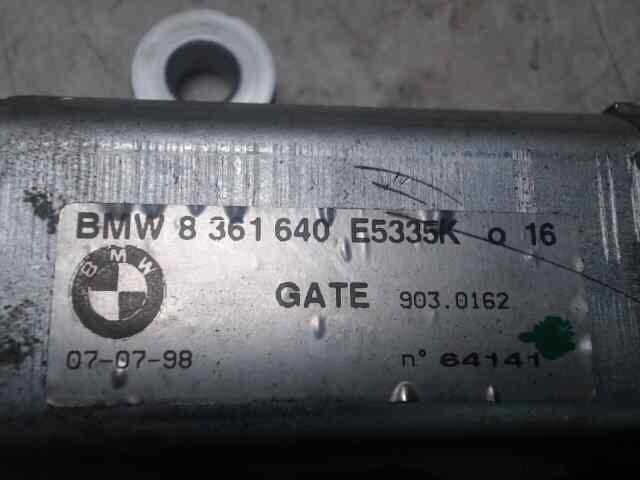 BMW 8 361 640 E5335K o 16
BMW
GATE 903.0162
07-07-98 n° 64141